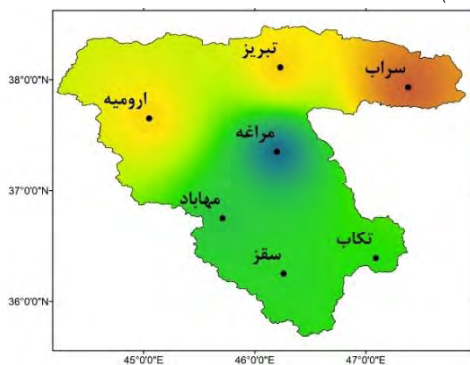 38°0'0"N
37°0'0"N
36°0'0"N
تبریز
سراب
ارومیه
مراغه
مهاباد
تکاب
سقز
45°0'0"E
46°0'0"E
47°0'0"E